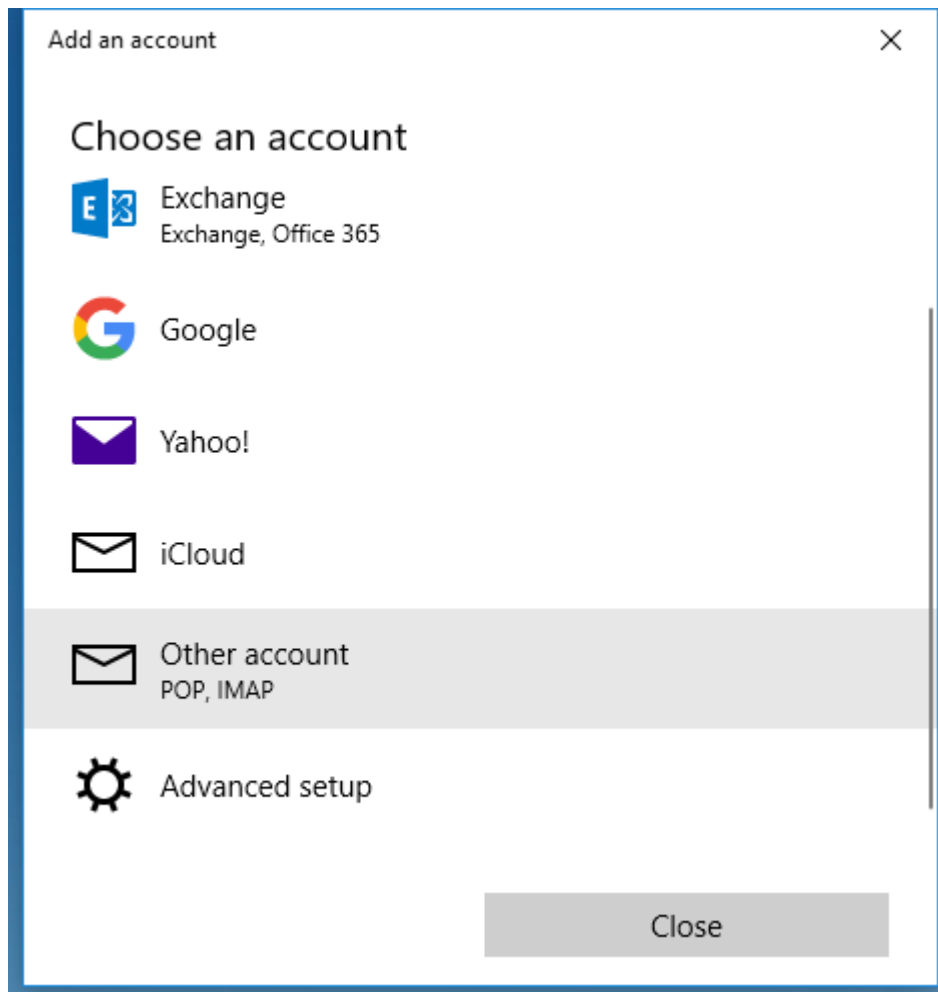 Add an account
Choose an account
Exchange
Exchange, Office 365
Google
Yahoo!
iCloud
Other account
POP, IMAP
Advanced setup
Close